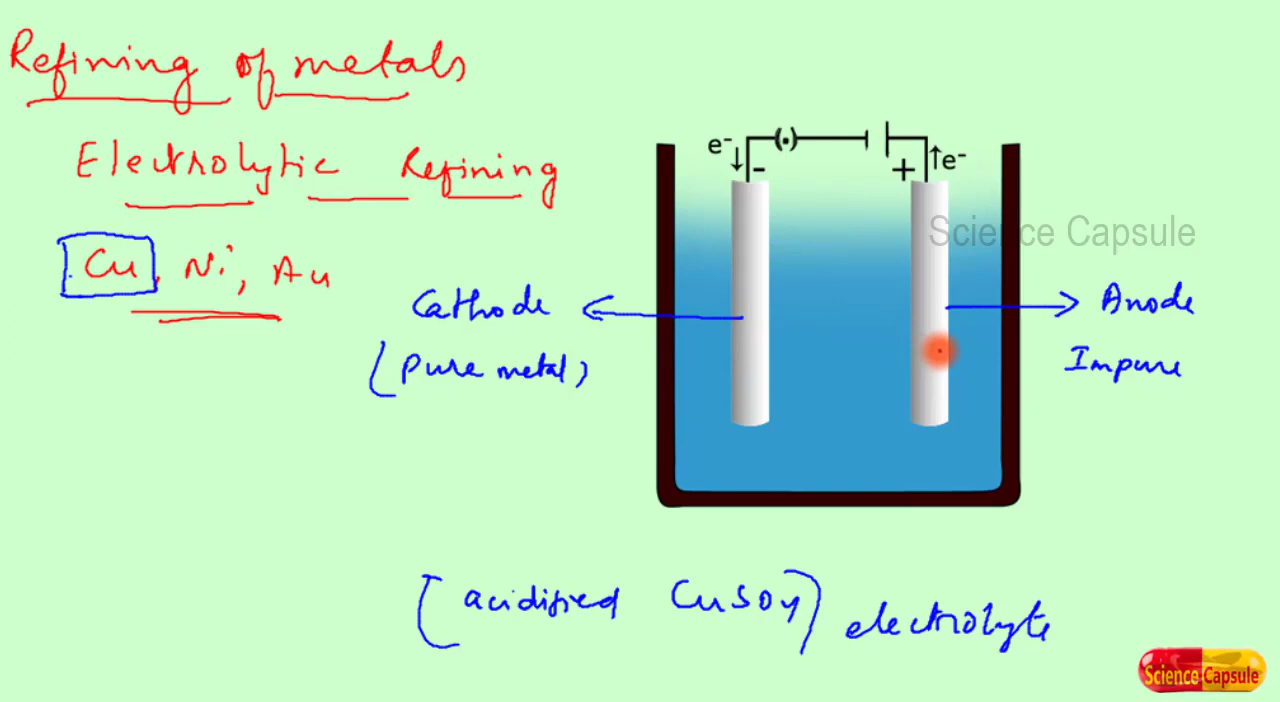 Refining of metals
Electrolytic Refining
Cu, Ni, Au
e⁻ - (•) + e⁻
Science Capsule
Cathode
Anode
(Pure metal)
Impure
(acidified CuSO4) electrolyte
Science Capsule